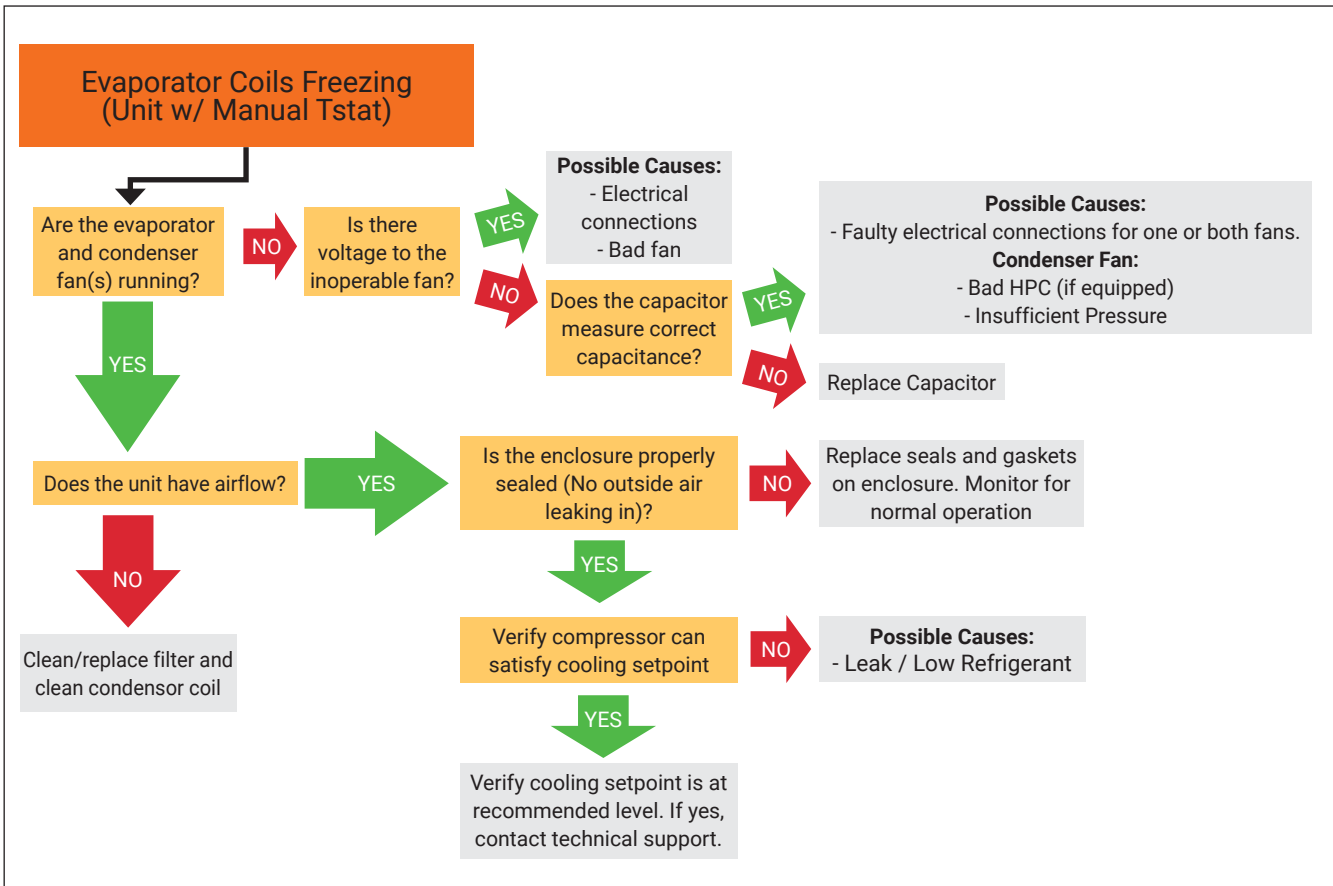 Evaporator Coils Freezing
(Unit w/ Manual Tstat)
Are the evaporator
and condenser
fan(s) running?
NO
Is there
voltage to the
inoperable fan?
YES
Possible Causes:
- Electrical
connections
- Bad fan
NO
Does the capacitor
measure correct
capacitance?
YES
Possible Causes:
- Faulty electrical connections for one or both fans.
Condenser Fan:
- Bad HPC (if equipped)
- Insufficient Pressure
NO
Replace Capacitor
YES
Does the unit have airflow?
YES
Is the enclosure properly
sealed (No outside air
leaking in)?
NO
Replace seals and gaskets
on enclosure. Monitor for
normal operation
NO
Clean/replace filter and
clean condensor coil
YES
Verify compressor can
satisfy cooling setpoint
NO
Possible Causes:
- Leak / Low Refrigerant
YES
Verify cooling setpoint is at
recommended level. If yes,
contact technical support.